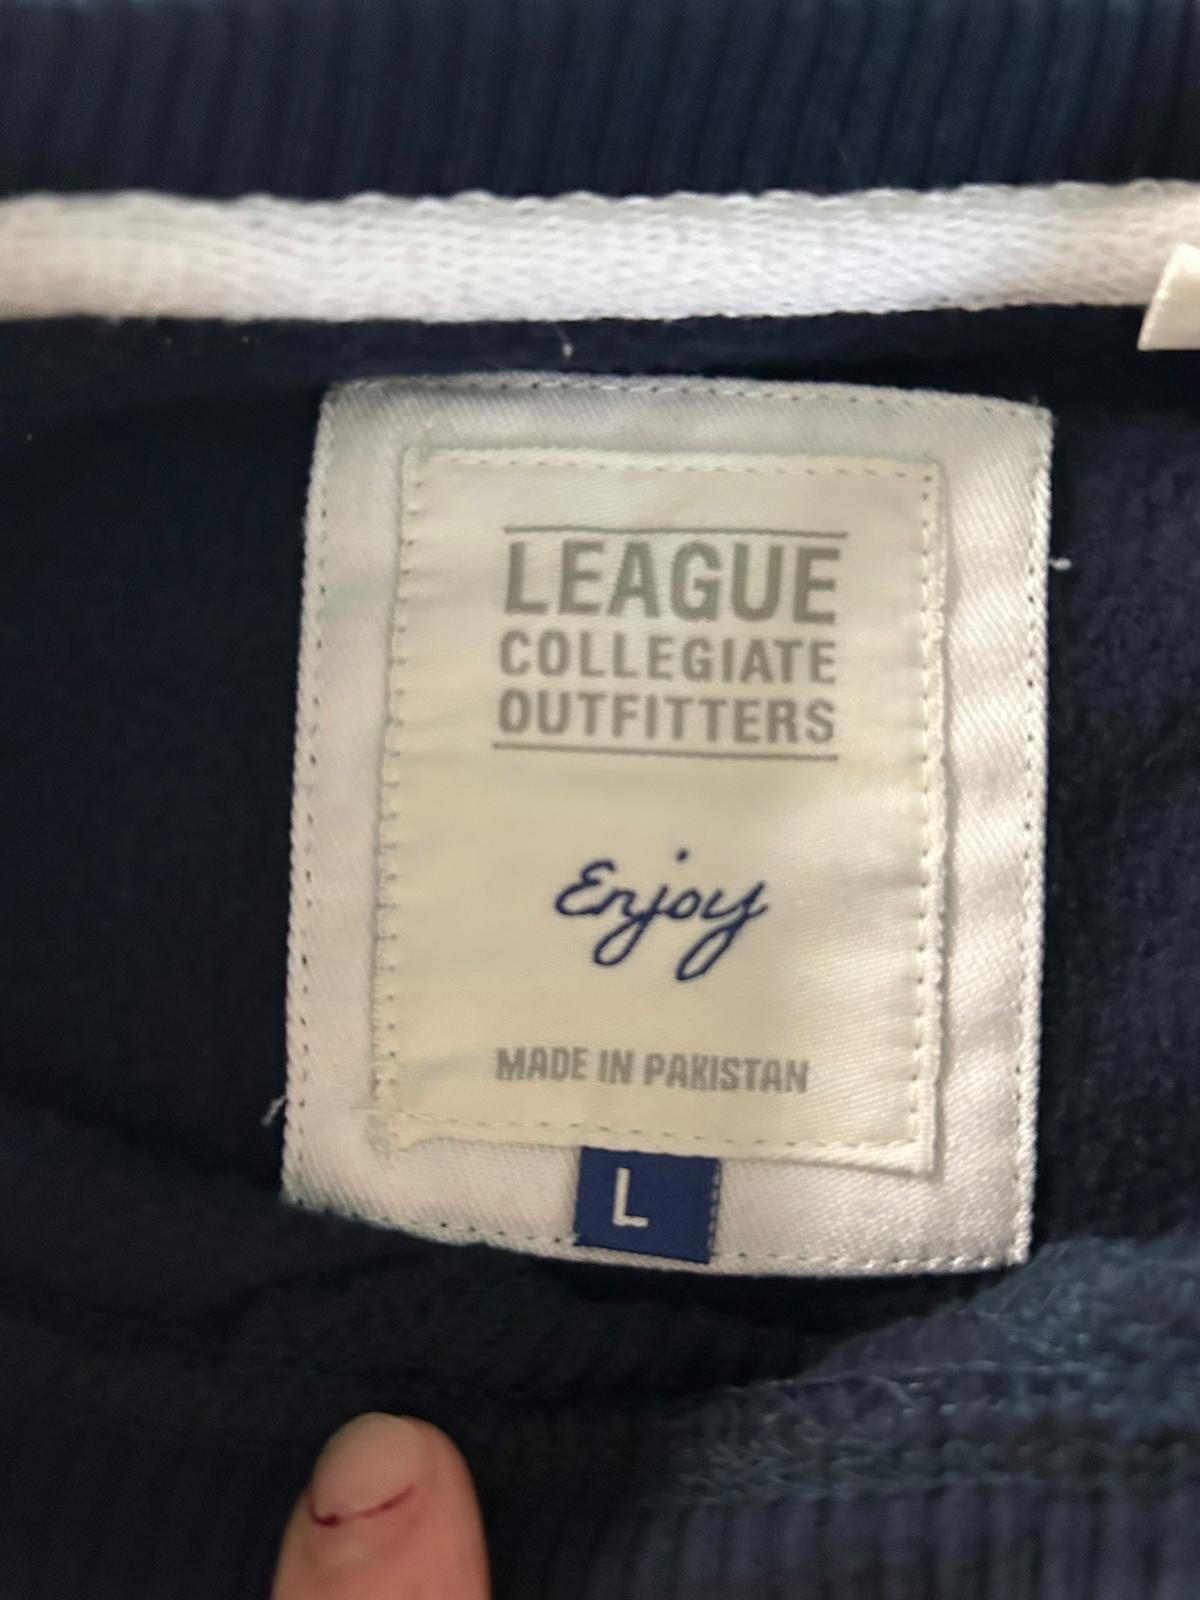 LEAGUE
COLLEGIATE
OUTFITTERS
Enjoy
MADE IN PAKISTAN
L